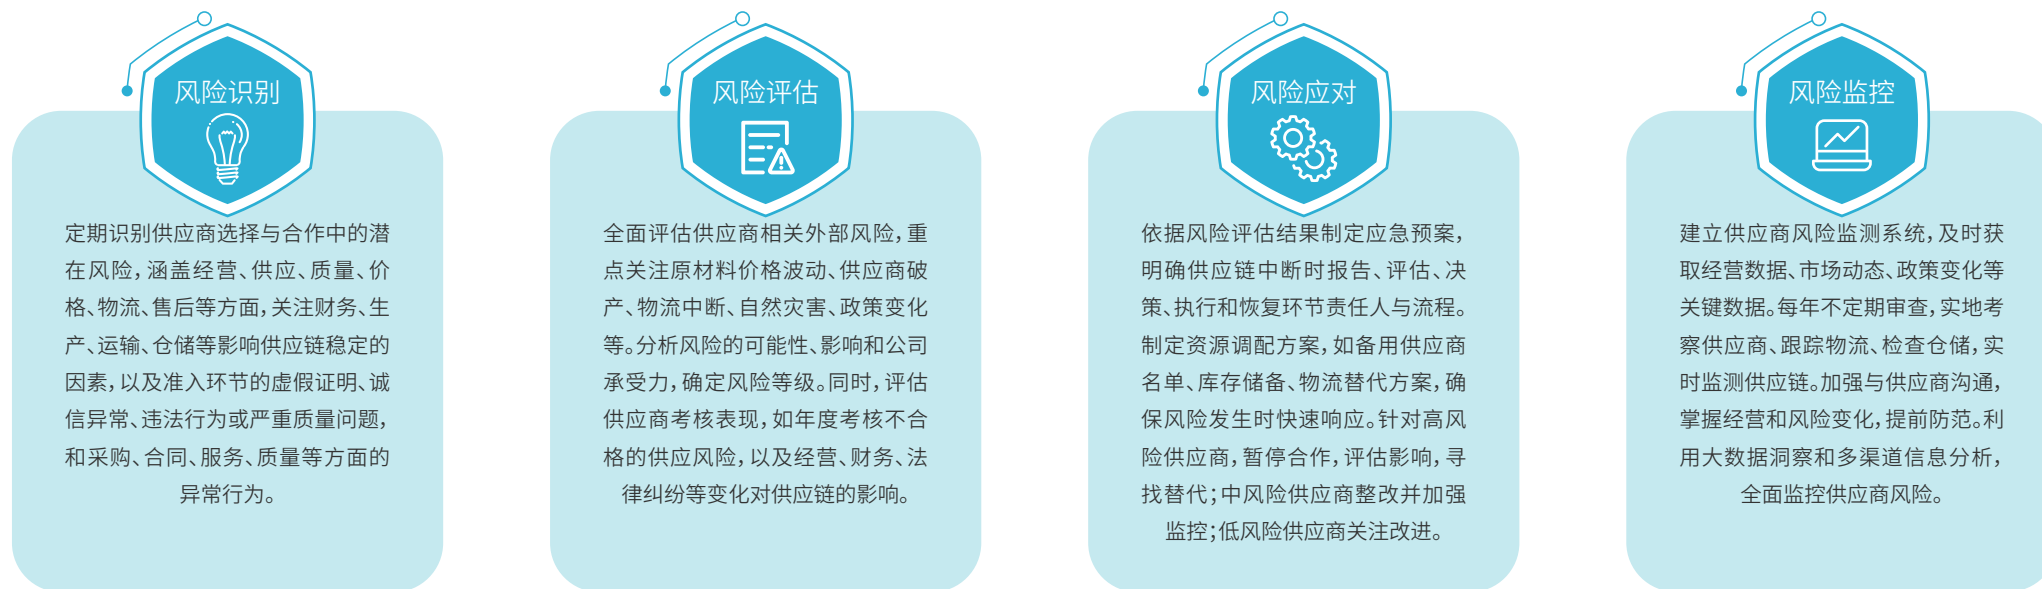 风险识别
定期识别供应商选择与合作中的潜
在风险，涵盖经营、供应、质量、价
格、物流、售后等方面，关注财务、生
产、运输、仓储等影响供应链稳定的
因素，以及准入环节的虚假证明、诚
信异常、违法行为或严重质量问题，
和采购、合同、服务、质量等方面的
异常行为。
风险评估
全面评估供应商相关外部风险，重
点关注原材料价格波动、供应商破
产、物流中断、自然灾害、政策变化
等。分析风险的可能性、影响和公司
承受力，确定风险等级。同时，评估
供应商考核表现，如年度考核不合
格的供应风险，以及经营、财务、法
律纠纷等变化对供应链的影响。
风险应对
依据风险评估结果制定应急预案，
明确供应链中断时报告、评估、决
策、执行和恢复环节责任人与流程。
制定资源调配方案，如备用供应商
名单、库存储备、物流替代方案，确
保风险发生时快速响应。针对高风
险供应商，暂停合作，评估影响，寻
找替代；中风险供应商整改并加强
监控；低风险供应商关注改进。
风险监控
建立供应商风险监测系统，及时获
取经营数据、市场动态、政策变化等
关键数据。每年不定期审查，实地考
察供应商、跟踪物流、检查仓储，实
时监测供应链。加强与供应商沟通，
掌握经营和风险变化，提前防范。利
用大数据洞察和多渠道信息分析，
全面监控供应商风险。